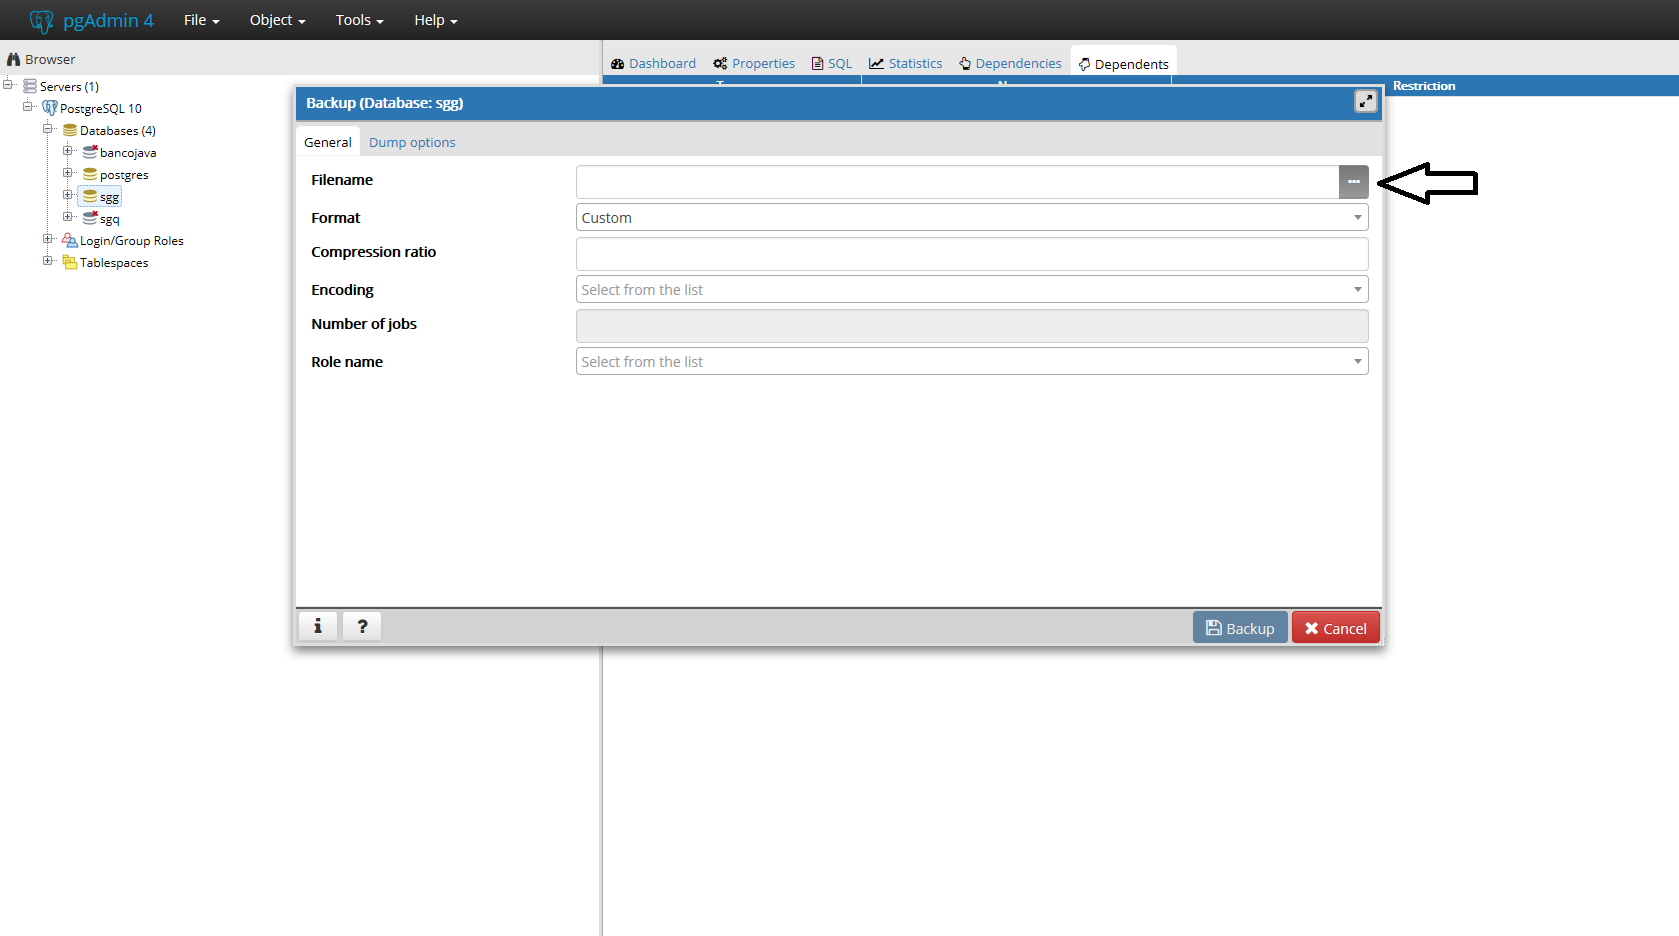 pgAdmin 4 File Object Tools Help
Browser
Dashboard Properties SQL Statistics Dependencies Dependents
Restriction
Servers (1)
PostgreSQL 10
Databases (4)
bancojava
postgres
sgg
sgq
Login/Group Roles
Tablespaces
Backup (Database: sgg)
General Dump options
Filename
Format Custom
Compression ratio
Encoding Select from the list
Number of jobs
Role name Select from the list
i ? Backup Cancel